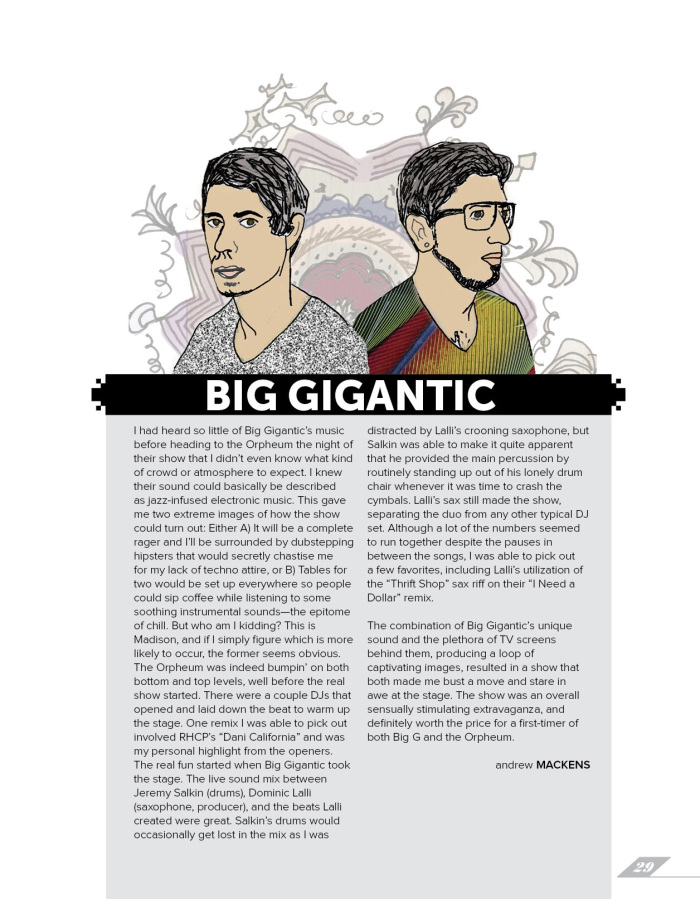 BIG GIGANTIC
I had heard so little of Big Gigantic's music
before heading to the Orpheum the night of
their show that I didn't even know what kind
of crowd or atmosphere to expect. I knew
their sound could basically be described
as jazz-infused electronic music. This gave
me two extreme images of how the show
could turn out: Either A) It will be a complete
rager and I'll be surrounded by dubstepping
hipsters that would secretly chastise me
for my lack of techno attire, or B) Tables for
two would be set up everywhere so people
could sip coffee while listening to some
soothing instrumental sounds—the epitome
of chill. But who am I kidding? This is
Madison, and if I simply figure which is more
likely to occur, the former seems obvious.
The Orpheum was indeed bumpin' on both
bottom and top levels, well before the real
show started. There were a couple DJs that
opened and laid down the beat to warm up
the stage. One remix I was able to pick out
involved RHCP's "Dani California" and was
my personal highlight from the openers.
The real fun started when Big Gigantic took
the stage. The live sound mix between
Jeremy Salkin (drums), Dominic Lalli
(saxophone, producer), and the beats Lalli
created were great. Salkin's drums would
occasionally get lost in the mix as I was
distracted by Lalli's crooning saxophone, but
Salkin was able to make it quite apparent
that he provided the main percussion by
routinely standing up out of his lonely drum
chair whenever it was time to crash the
cymbals. Lalli's sax still made the show,
separating the duo from any other typical DJ
set. Although a lot of the numbers seemed
to run together despite the pauses in
between the songs, I was able to pick out
a few favorites, including Lalli's utilization of
the "Thrift Shop" sax riff on their "I Need a
Dollar" remix.
The combination of Big Gigantic's unique
sound and the plethora of TV screens
behind them, producing a loop of
captivating images, resulted in a show that
both made me bust a move and stare in
awe at the stage. The show was an overall
sensually stimulating extravaganza, and
definitely worth the price for a first-timer of
both Big G and the Orpheum.
andrew MACKENS
29